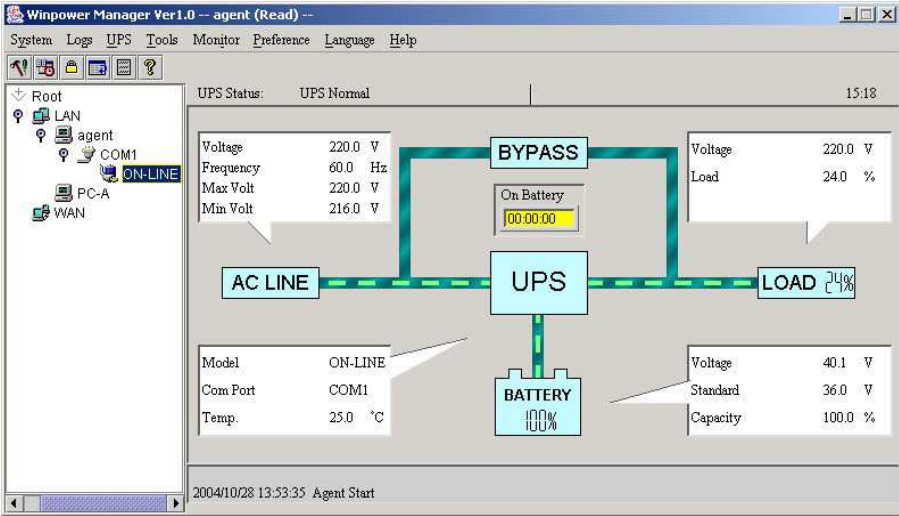 Winpower Manager Ver1.0 -- agent (Read) --
System Logs UPS Tools Monitor Preference Language Help
Root
LAN
agent
COM1
ON-LINE
PC-A
WAN
UPS Status: UPS Normal 15:18
Voltage 220.0 V
Frequency 60.0 Hz
Max Volt 220.0 V
Min Volt 216.0 V
BYPASS
On Battery
00:00:00
Voltage 220.0 V
Load 24.0 %
AC LINE
UPS
LOAD 24%
Model ON-LINE
Com Port COM1
Temp. 25.0 °C
BATTERY
100%
Voltage 40.1 V
Standard 36.0 V
Capacity 100.0 %
2004/10/28 13:53:35 Agent Start